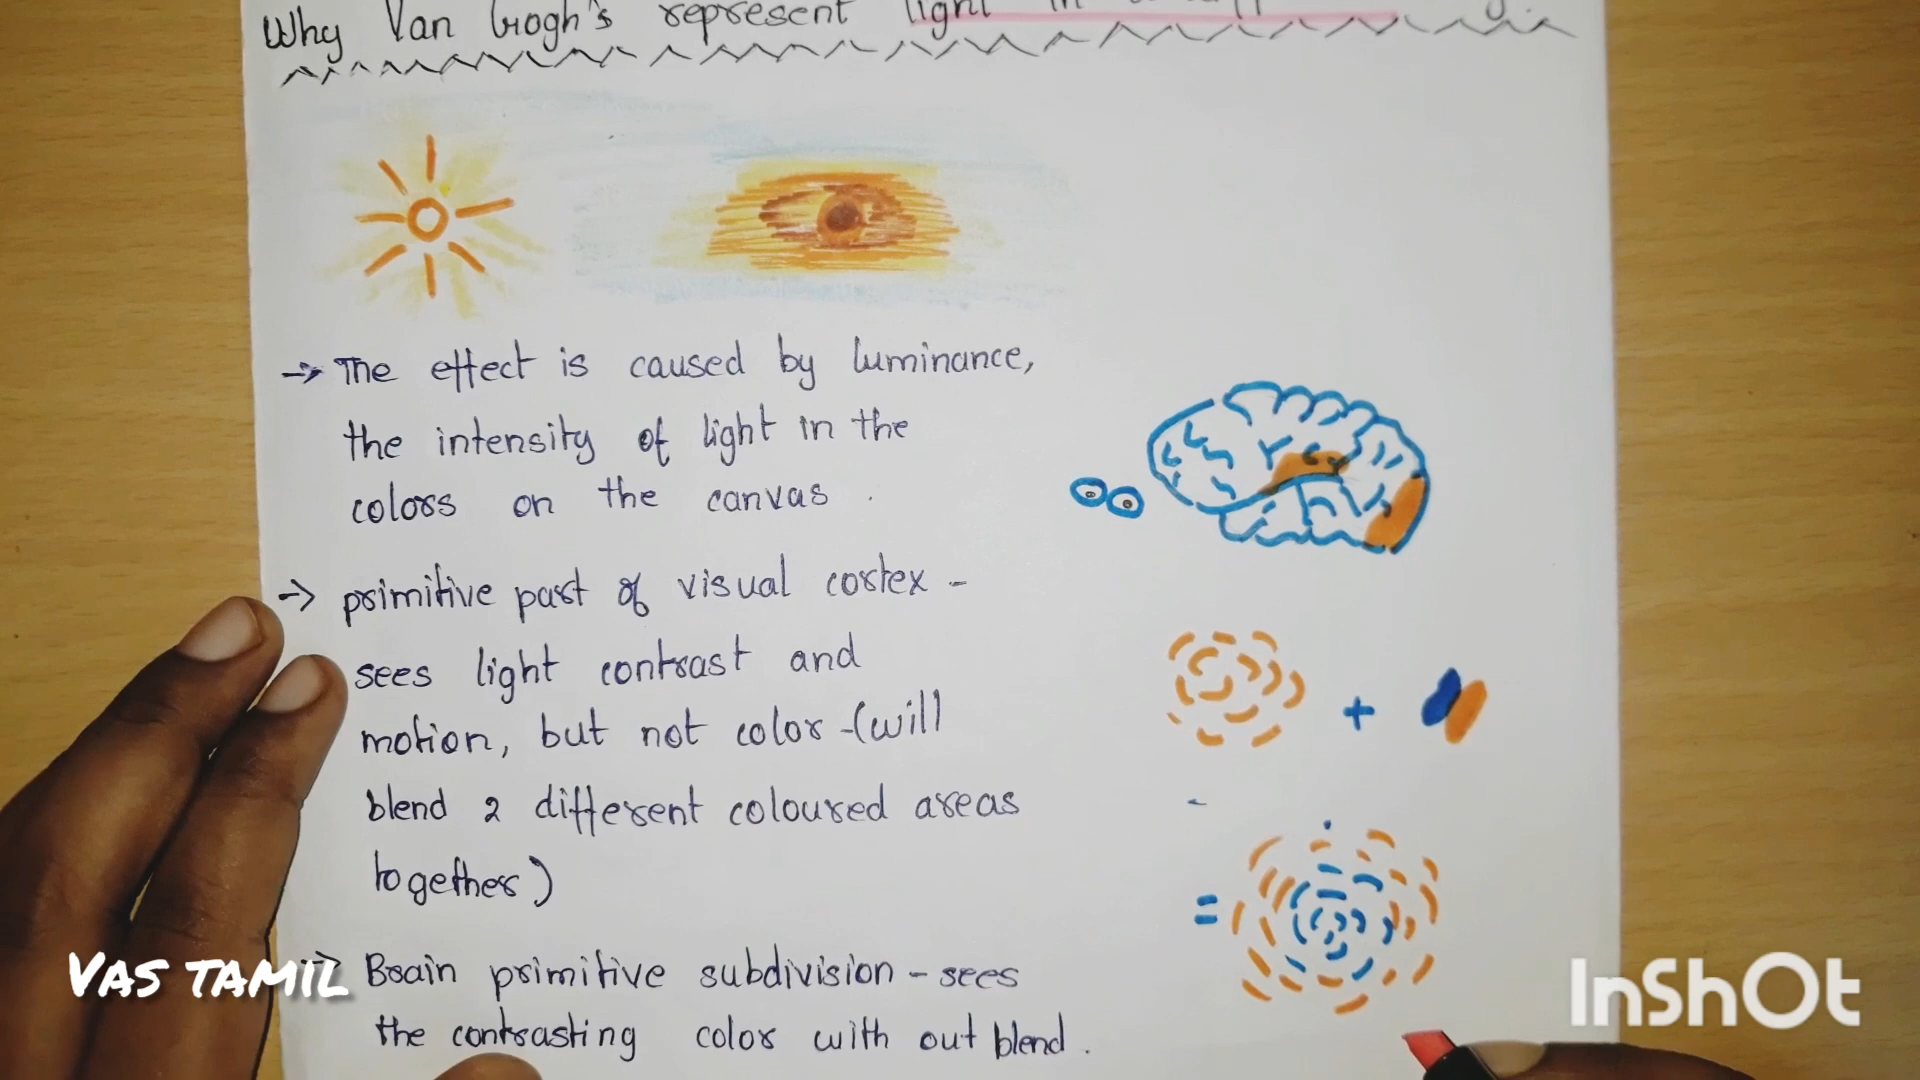 Why Van Gogh's represent light in
→ The effect is caused by luminance,
the intensity of light in the
colors on the canvas .
→ primitive part of visual cortex -
sees light contrast and
motion, but not color - (will
blend 2 different coloured areas
together)
→ Brain primitive subdivision - sees
the contrasting color with out blend .
+
=
VAS TAMIL
InShOt